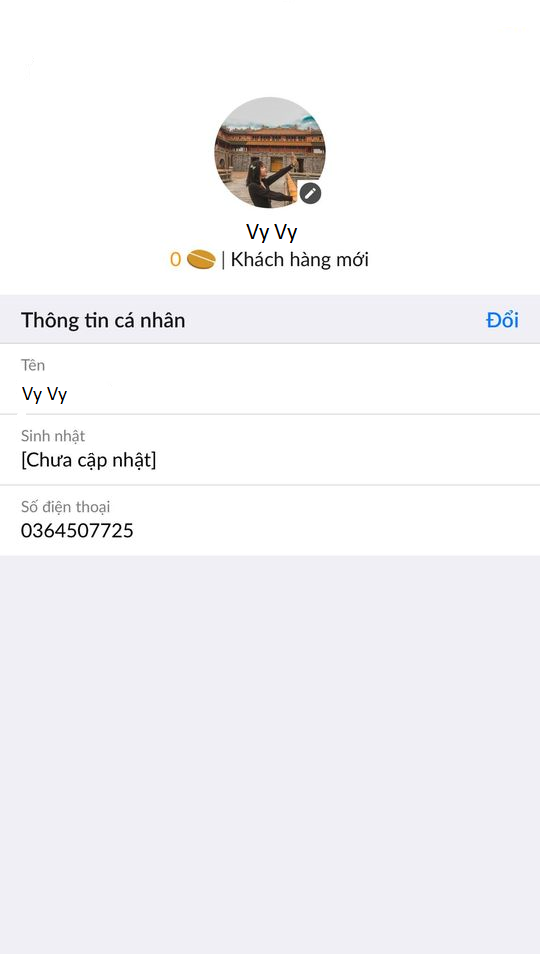 Vy Vy
0 | Khách hàng mới
Thông tin cá nhân Đổi
Tên
Vy Vy
Sinh nhật
[Chưa cập nhật]
Số điện thoại
0364507725